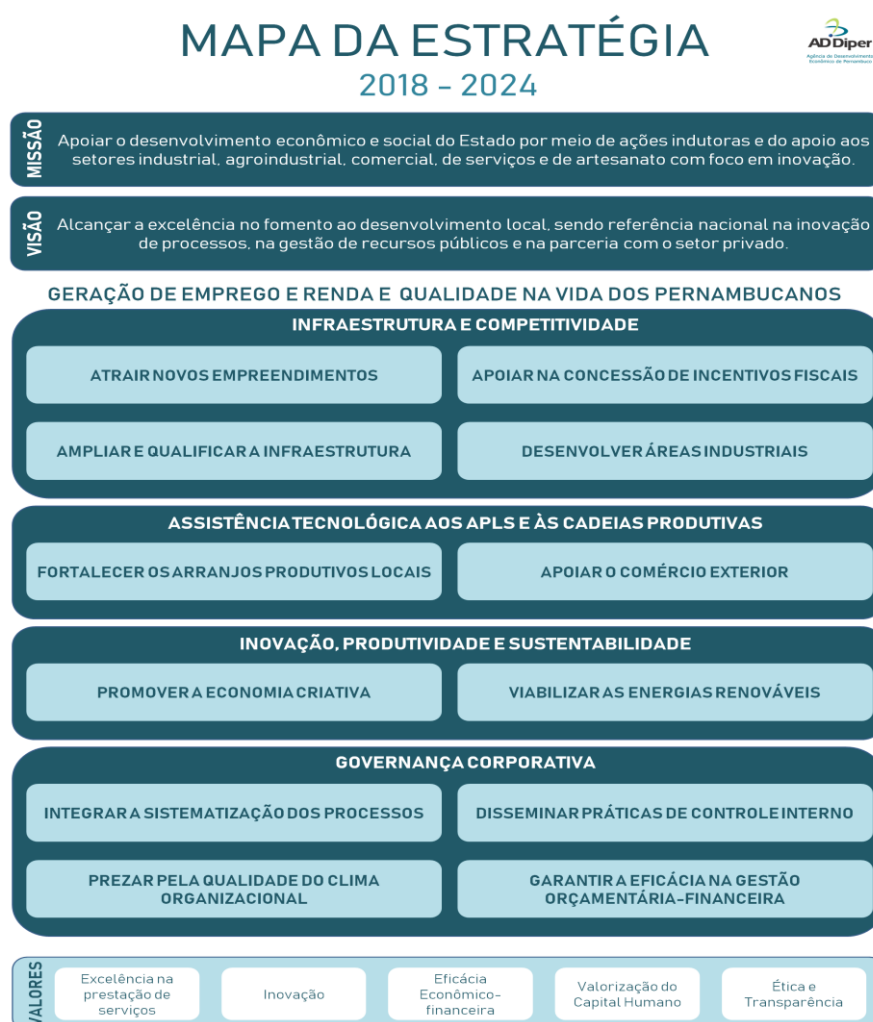 MAPA DA ESTRATÉGIA
2018 - 2024
ADDiper
Agência de Desenvolvimento
Econômico de Pernambuco
MISSÃO
Apoiar o desenvolvimento econômico e social do Estado por meio de ações indutoras e do apoio aos
setores industrial, agroindustrial, comercial, de serviços e de artesanato com foco em inovação.
VISÃO
Alcançar a excelência no fomento ao desenvolvimento local, sendo referência nacional na inovação
de processos, na gestão de recursos públicos e na parceria com o setor privado.
GERAÇÃO DE EMPREGO E RENDA E QUALIDADE NA VIDA DOS PERNAMBUCANOS
INFRAESTRUTURA E COMPETITIVIDADE
ATRAIR NOVOS EMPREENDIMENTOS
APOIAR NA CONCESSÃO DE INCENTIVOS FISCAIS
AMPLIAR E QUALIFICAR A INFRAESTRUTURA
DESENVOLVER ÁREAS INDUSTRIAIS
ASSISTÊNCIA TECNOLÓGICA AOS APLS E ÀS CADEIAS PRODUTIVAS
FORTALECER OS ARRANJOS PRODUTIVOS LOCAIS
APOIAR O COMÉRCIO EXTERIOR
INOVAÇÃO, PRODUTIVIDADE E SUSTENTABILIDADE
PROMOVER A ECONOMIA CRIATIVA
VIABILIZAR AS ENERGIAS RENOVÁVEIS
GOVERNANÇA CORPORATIVA
INTEGRAR A SISTEMATIZAÇÃO DOS PROCESSOS
DISSEMINAR PRÁTICAS DE CONTROLE INTERNO
PREZAR PELA QUALIDADE DO CLIMA
ORGANIZACIONAL
GARANTIR A EFICÁCIA NA GESTÃO
ORÇAMENTÁRIA-FINANCEIRA
VALORES
Excelência na
prestação de
serviços
Inovação
Eficácia
Econômico-
financeira
Valorização do
Capital Humano
Ética e
Transparência